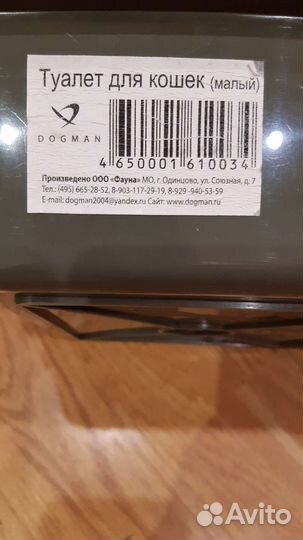 Туалет для кошек (малый)
DOGMAN
4 650001 610034
Произведено ООО «Фауна» МО, г. Одинцово, ул. Союзная, д. 7
Тел.: (495) 665-28-52, 8-903-117-29-19, 8-929 -940-53-59
E-mail: dogman2004@yandex.ru Сайт: www.dogman.ru
Avito